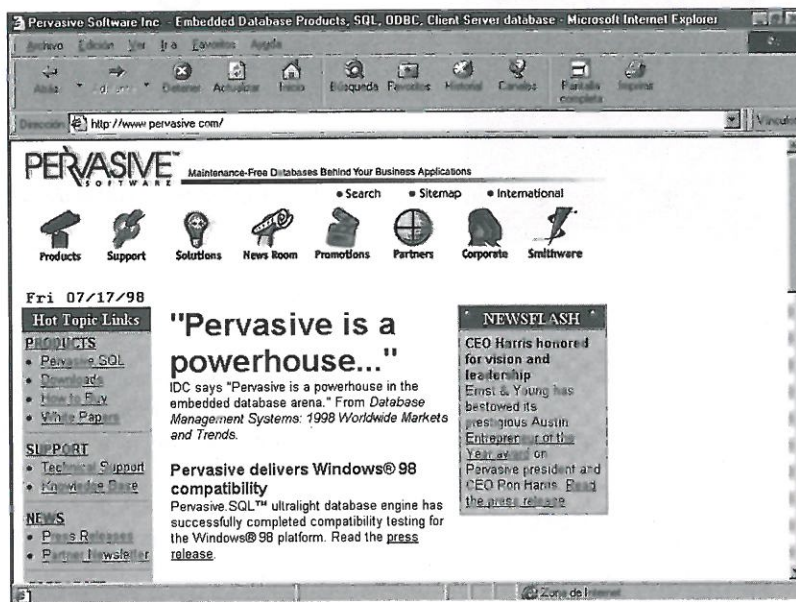 Pervasive Software Inc - Embedded Database Products, SQL, ODBC, Client Server database - Microsoft Internet Explorer
Archivo Edición Ver Ir a Favoritos Ayuda
Atrás Detener Actualizar Inicio Búsqueda Favoritos Historial Canales Pantalla completa Imprimir
Dirección http://www.pervasive.com/ Vínculos
PERVASIVE™
SOFTWARE
Maintenance-Free Databases Behind Your Business Applications
• Search • Sitemap • International
Products Support Solutions News Room Promotions Partners Corporate Smithware
Fri 07/17/98
Hot Topic Links
PRODUCTS
• Pervasive.SQL
• Downloads
• How to Buy
• White Papers
SUPPORT
• Technical Support
• Knowledge Base
NEWS
• Press Releases
• Partner Newsletter
"Pervasive is a
powerhouse..."
IDC says "Pervasive is a powerhouse in the
embedded database arena." From Database
Management Systems: 1998 Worldwide Markets
and Trends.
Pervasive delivers Windows® 98
compatibility
Pervasive.SQL™ ultralight database engine has
successfully completed compatibility testing for
the Windows® 98 platform. Read the press
release.
NEWSFLASH
CEO Harris honored
for vision and
leadership
Ernst & Young has
bestowed its
prestigious Austin
Entrepreneur of the
Year award on
Pervasive president and
CEO Ron Harris. Read
the press release
Zona de Internet